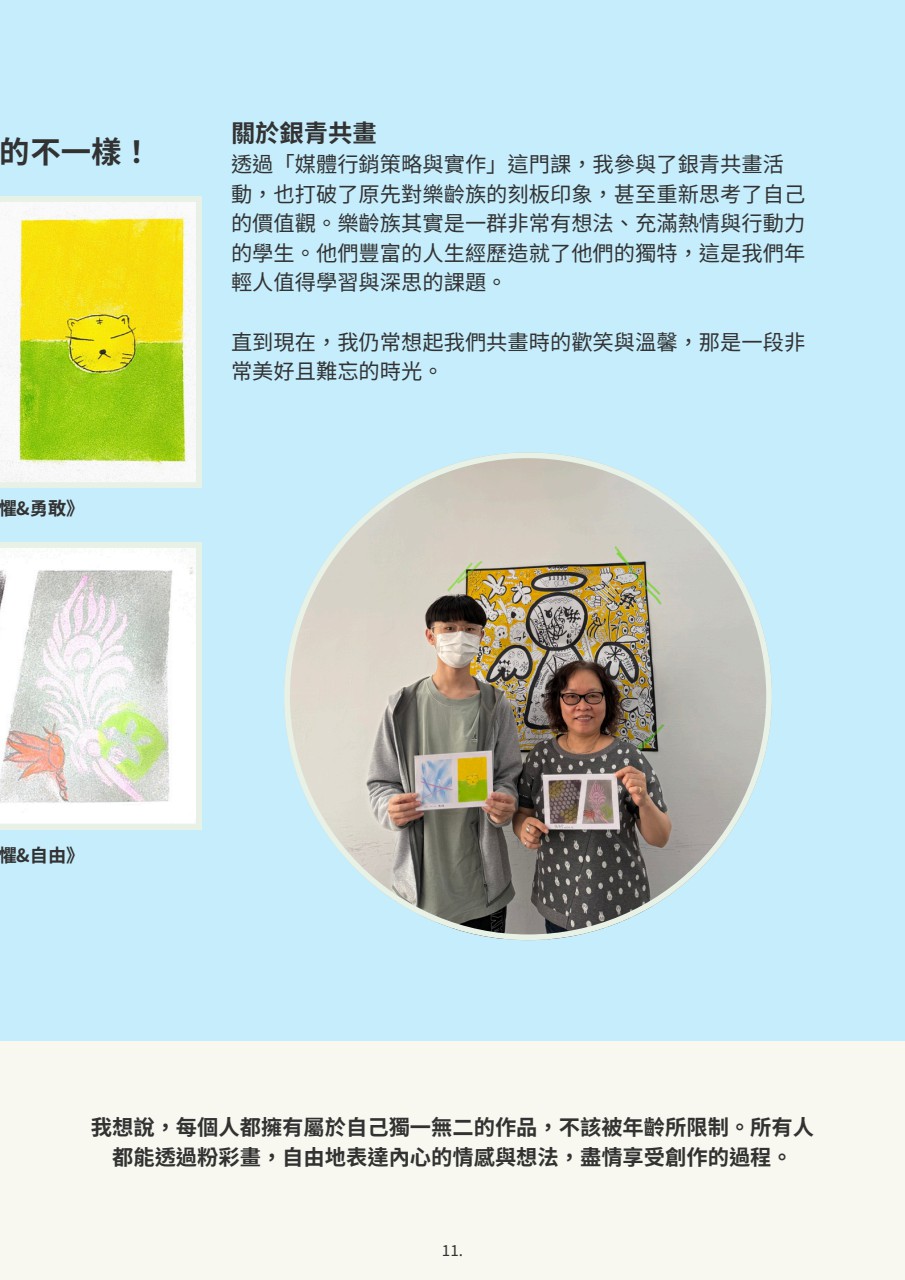 的不一樣！
懼&勇敢》
懼&自由》
關於銀青共畫
透過「媒體行銷策略與實作」這門課，我參與了銀青共畫活
動，也打破了原先對樂齡族的刻板印象，甚至重新思考了自己
的價值觀。樂齡族其實是一群非常有想法、充滿熱情與行動力
的學生。他們豐富的人生經歷造就了他們的獨特，這是我們年
輕人值得學習與深思的課題。
直到現在，我仍常想起我們共畫時的歡笑與溫馨，那是一段非
常美好且難忘的時光。
我想說，每個人都擁有屬於自己獨一無二的作品，不該被年齡所限制。所有人
都能透過粉彩畫，自由地表達內心的情感與想法，盡情享受創作的過程。
11.